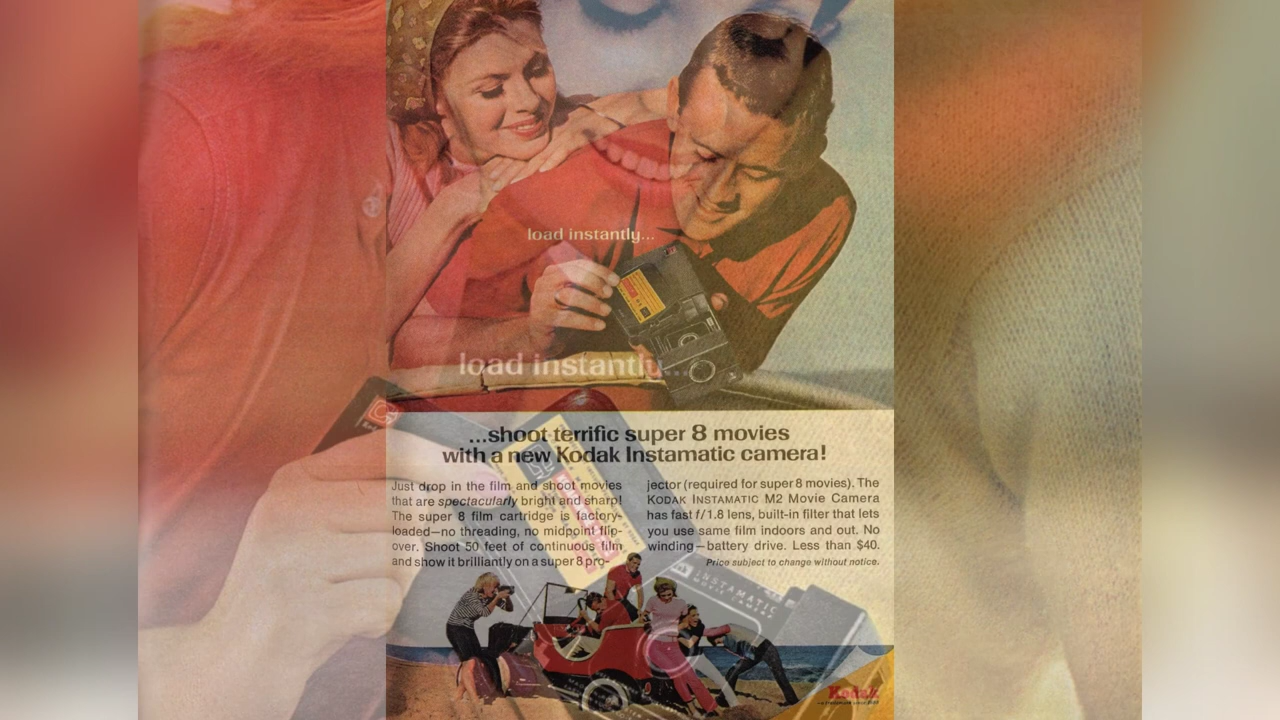 load instantly...
load instantly...
...shoot terrific super 8 movies
with a new Kodak Instamatic camera!
Just drop in the film and shoot movies
that are spectacularly bright and sharp!
The super 8 film cartridge is factory-
loaded—no threading, no midpoint flip-
over. Shoot 50 feet of continuous film
and show it brilliantly on a super 8 pro-
jector (required for super 8 movies). The
KODAK INSTAMATIC M2 Movie Camera
has fast f/1.8 lens, built-in filter that lets
you use same film indoors and out. No
winding—battery drive. Less than $40.
Price subject to change without notice.
INSTAMATIC
MOVIE CAMERA
Kodak